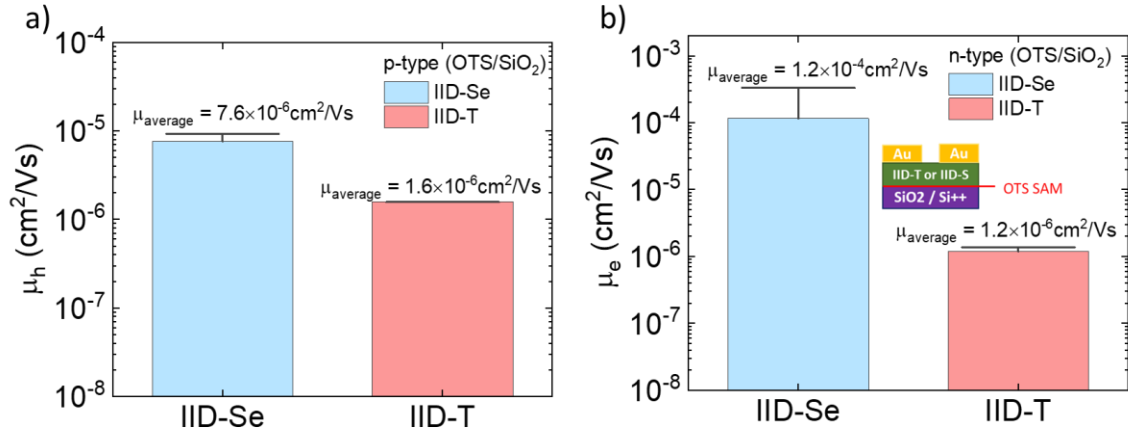 a)
10⁻⁴
10⁻⁵
10⁻⁶
10⁻⁷
10⁻⁸
μh (cm²/Vs)
p-type (OTS/SiO₂)
IID-Se
IID-T
μaverage = 7.6×10⁻⁶cm²/Vs
μaverage = 1.6×10⁻⁶cm²/Vs
IID-Se
IID-T
b)
10⁻³
10⁻⁴
10⁻⁵
10⁻⁶
10⁻⁷
10⁻⁸
μe (cm²/Vs)
n-type (OTS/SiO₂)
IID-Se
IID-T
μaverage = 1.2×10⁻⁴cm²/Vs
Au
Au
IID-T or IID-S
OTS SAM
SiO2 / Si++
μaverage = 1.2×10⁻⁶cm²/Vs
IID-Se
IID-T